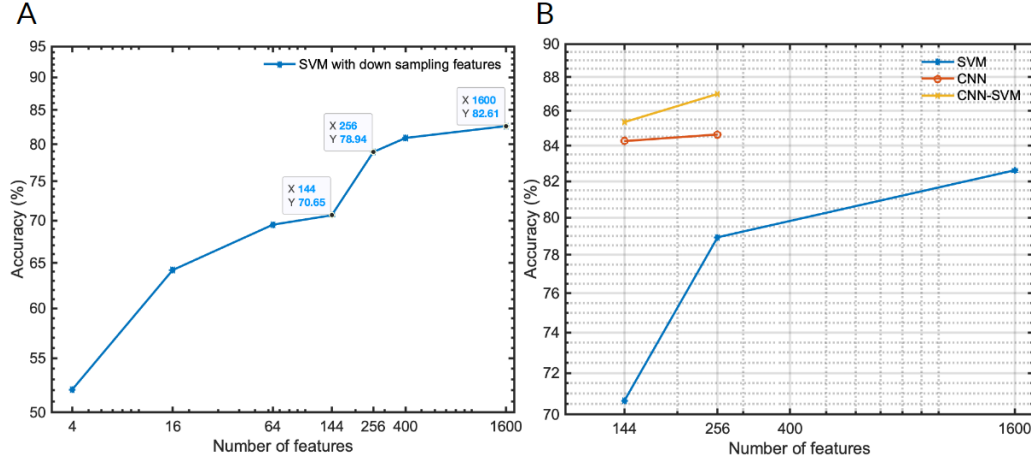 A
95
90
85
80
75
70
65
60
55
50
Accuracy (%)
SVM with down sampling features
X 1600
Y 82.61
X 256
Y 78.94
X 144
Y 70.65
4 16 64 144 256 400 1600
Number of features
B
90
88
86
84
82
80
78
76
74
72
70
Accuracy (%)
SVM
CNN
CNN-SVM
144 256 400 1600
Number of features